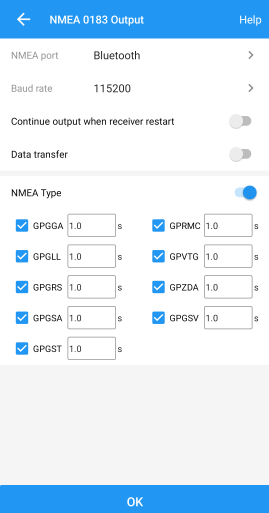 NMEA 0183 Output Help
NMEA port Bluetooth
Baud rate 115200
Continue output when receiver restart
Data transfer
NMEA Type
GPGGA 1.0 s GPRMC 1.0 s
GPGLL 1.0 s GPVTG 1.0 s
GPGRS 1.0 s GPZDA 1.0 s
GPGSA 1.0 s GPGSV 1.0 s
GPGST 1.0 s
OK